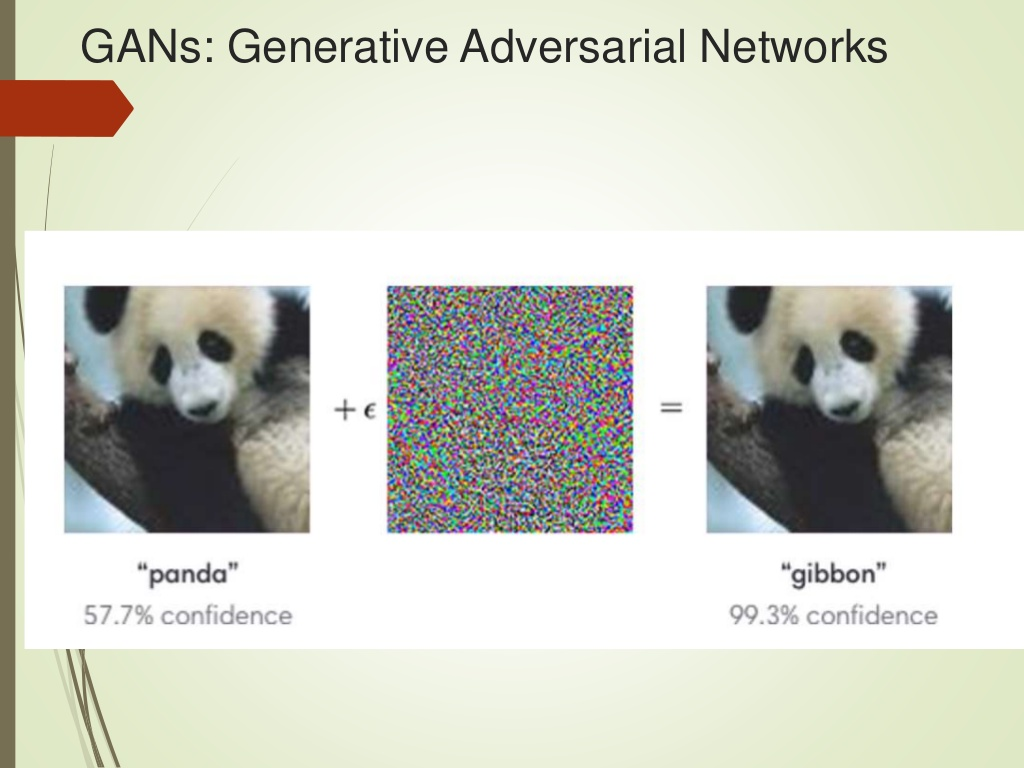 GANs: Generative Adversarial Networks
+ ϵ
=
“panda”
57.7% confidence
“gibbon”
99.3% confidence